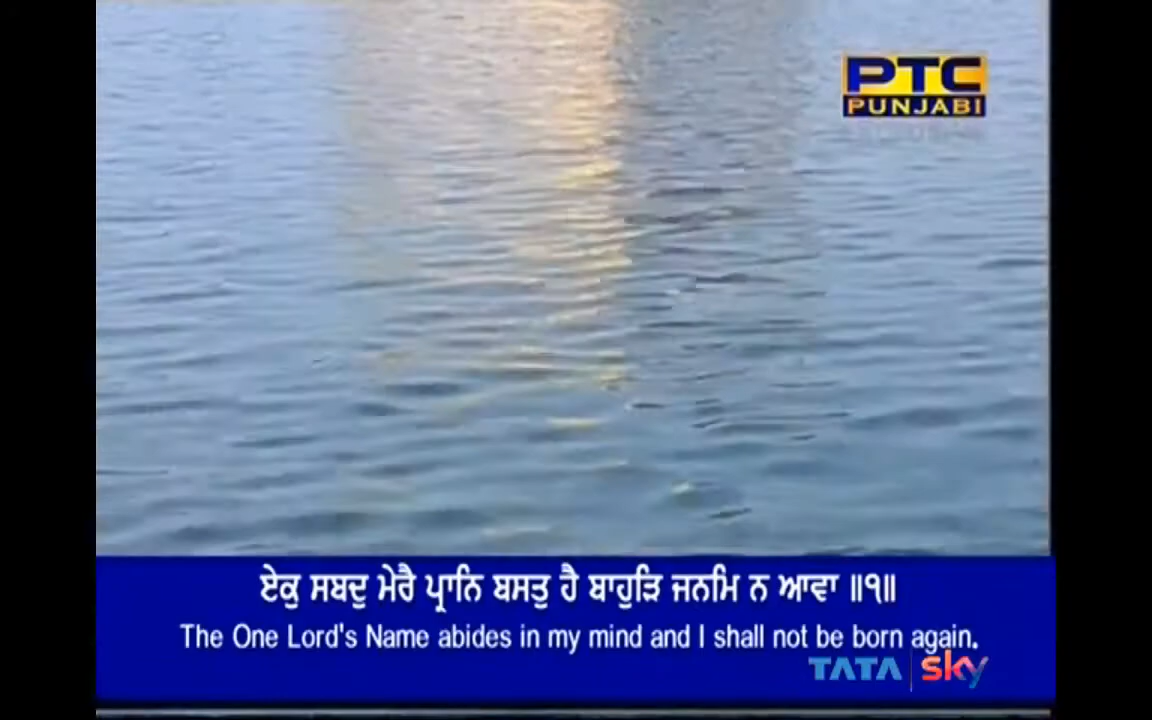 PTC
PUNJABI
ਏਕੁ ਸਬਦੁ ਮੇਰੈ ਪ੍ਰਾਨਿ ਬਸਤੁ ਹੈ ਬਾਹੁੜਿ ਜਨਮਿ ਨ ਆਵਾ ॥੧॥
The One Lord's Name abides in my mind and I shall not be born again.
TATA sky